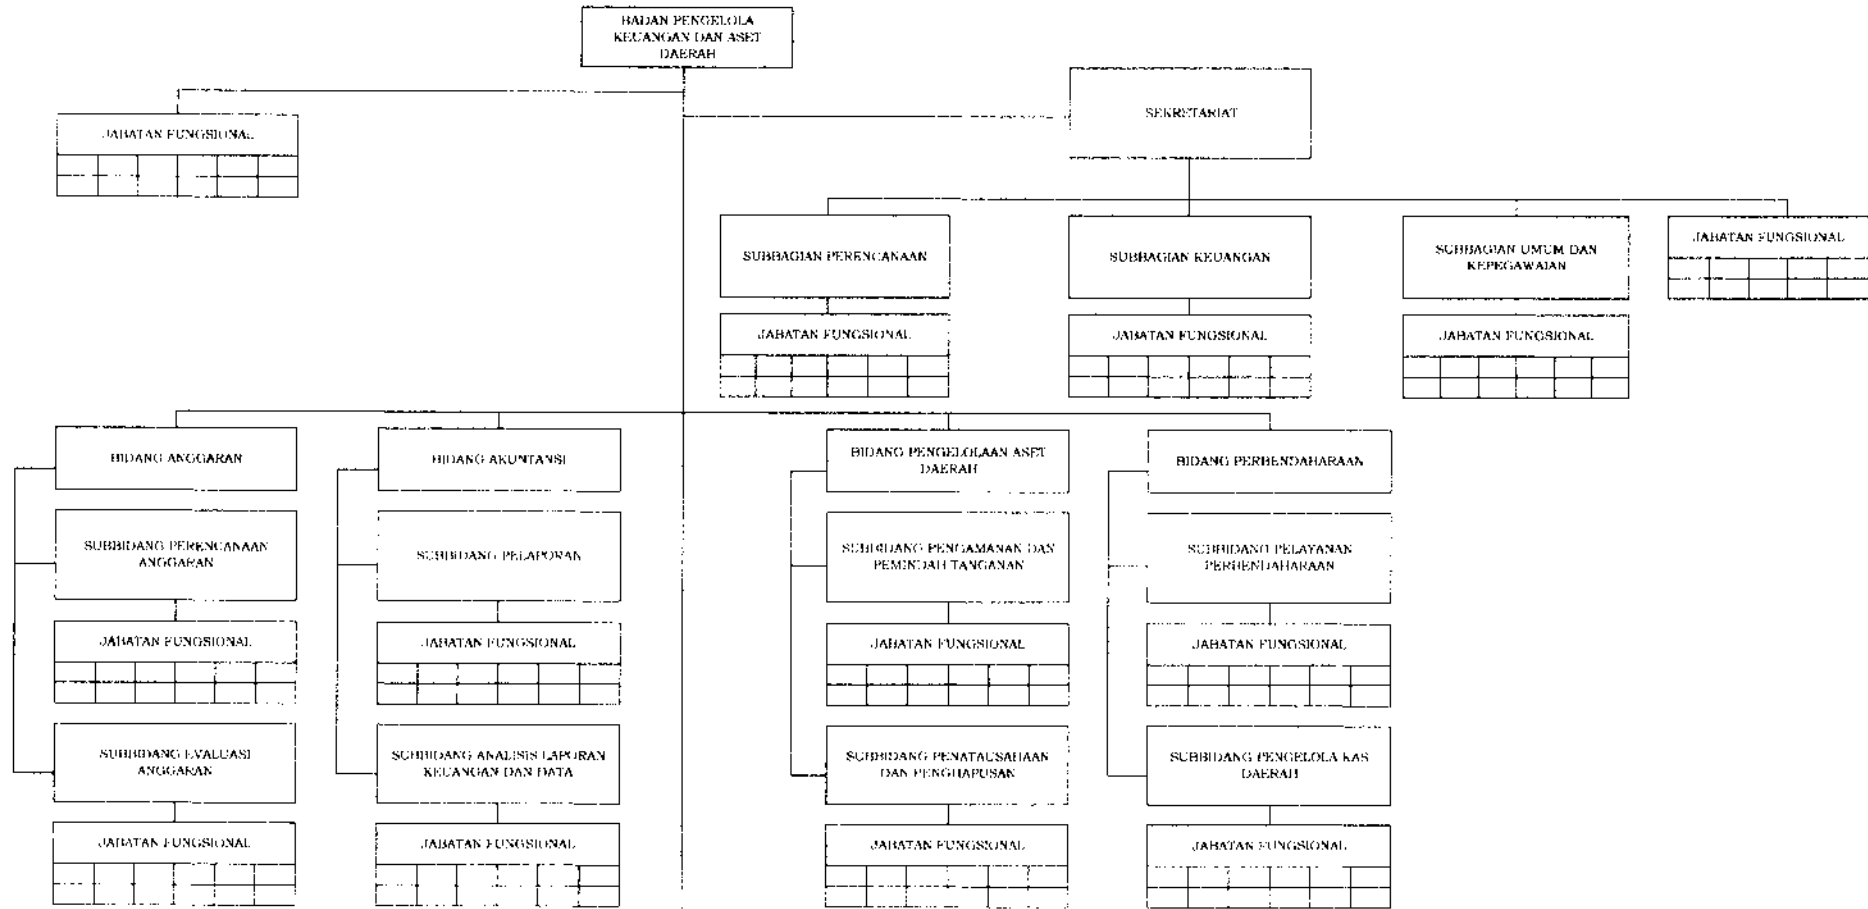 BADAN PENGELOLA
KEUANGAN DAN ASET
DAERAH
SEKRETARIAT
JABATAN FUNGSIONAL
SUBBAGIAN PERENCANAAN
SUBBAGIAN KEUANGAN
SUBBAGIAN UMUM DAN
KEPEGAWAIAN
JABATAN FUNGSIONAL
JABATAN FUNGSIONAL
JABATAN FUNGSIONAL
JABATAN FUNGSIONAL
BIDANG ANGGARAN
BIDANG AKUNTANSI
BIDANG PENGELOLAAN ASET
DAERAH
BIDANG PERBENDAHARAAN
SUBBIDANG PERENCANAAN
ANGGARAN
SUBBIDANG PELAPORAN
SUBBIDANG PENGAMANAN DAN
PEMINDAH TANGANAN
SUBBIDANG PELAYANAN
PERBENDAHARAAN
JABATAN FUNGSIONAL
JABATAN FUNGSIONAL
JABATAN FUNGSIONAL
JABATAN FUNGSIONAL
SUBBIDANG EVALUASI
ANGGARAN
SUBBIDANG ANALISIS LAPORAN
KEUANGAN DAN DATA
SUBBIDANG PENATAUSAHAAN
DAN PENGHAPUSAN
SUBBIDANG PENGELOLA KAS
DAERAH
JABATAN FUNGSIONAL
JABATAN FUNGSIONAL
JABATAN FUNGSIONAL
JABATAN FUNGSIONAL